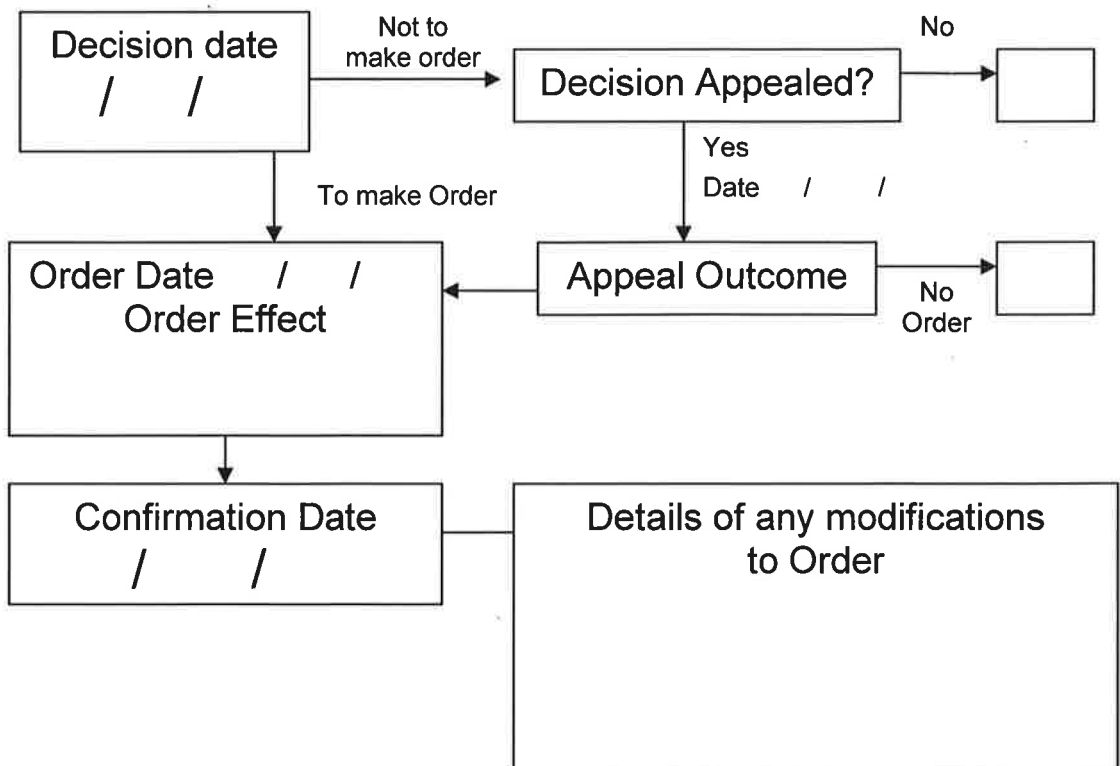 Decision date
/ /
Not to
make order
Decision Appealed?
No
Yes
Date / /
To make Order
Order Date / /
Order Effect
Appeal Outcome
No
Order
Confirmation Date
/ /
Details of any modifications
to Order